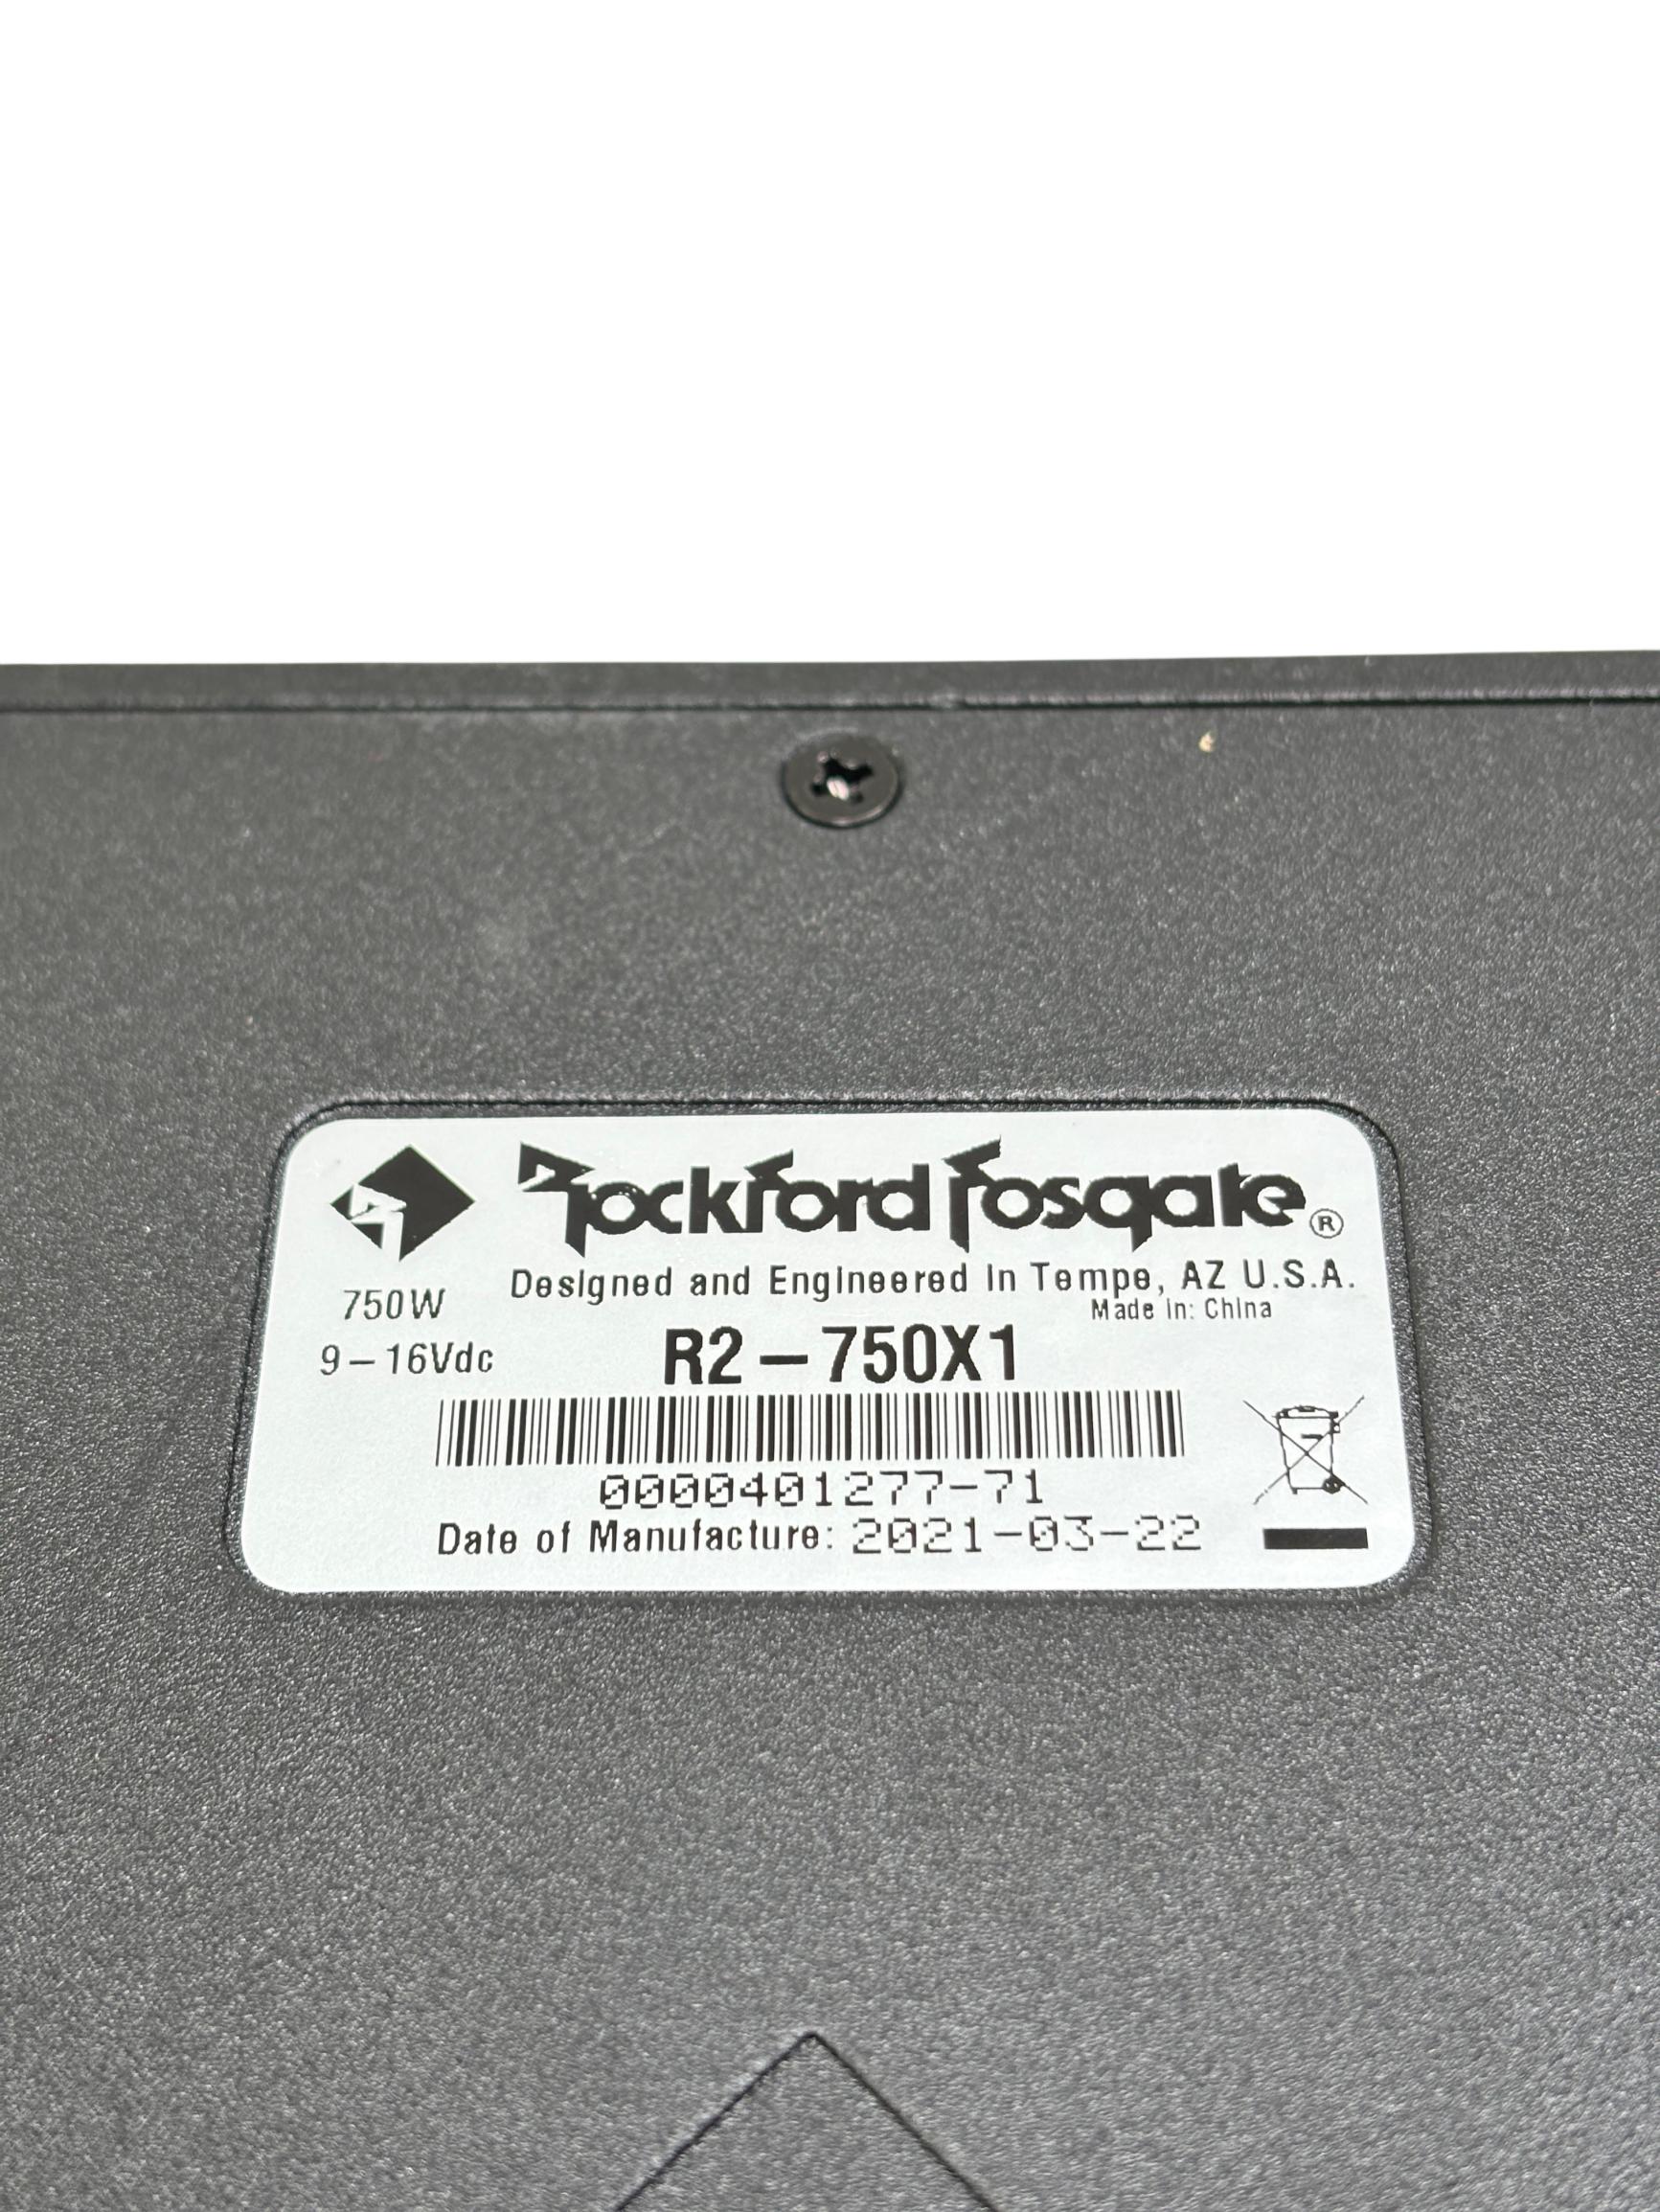 Rockford Fosgate®
Designed and Engineered in Tempe, AZ U.S.A.
Made in: China
750W
9-16Vdc
R2-750X1
0000401277-71
Date of Manufacture: 2021-03-22